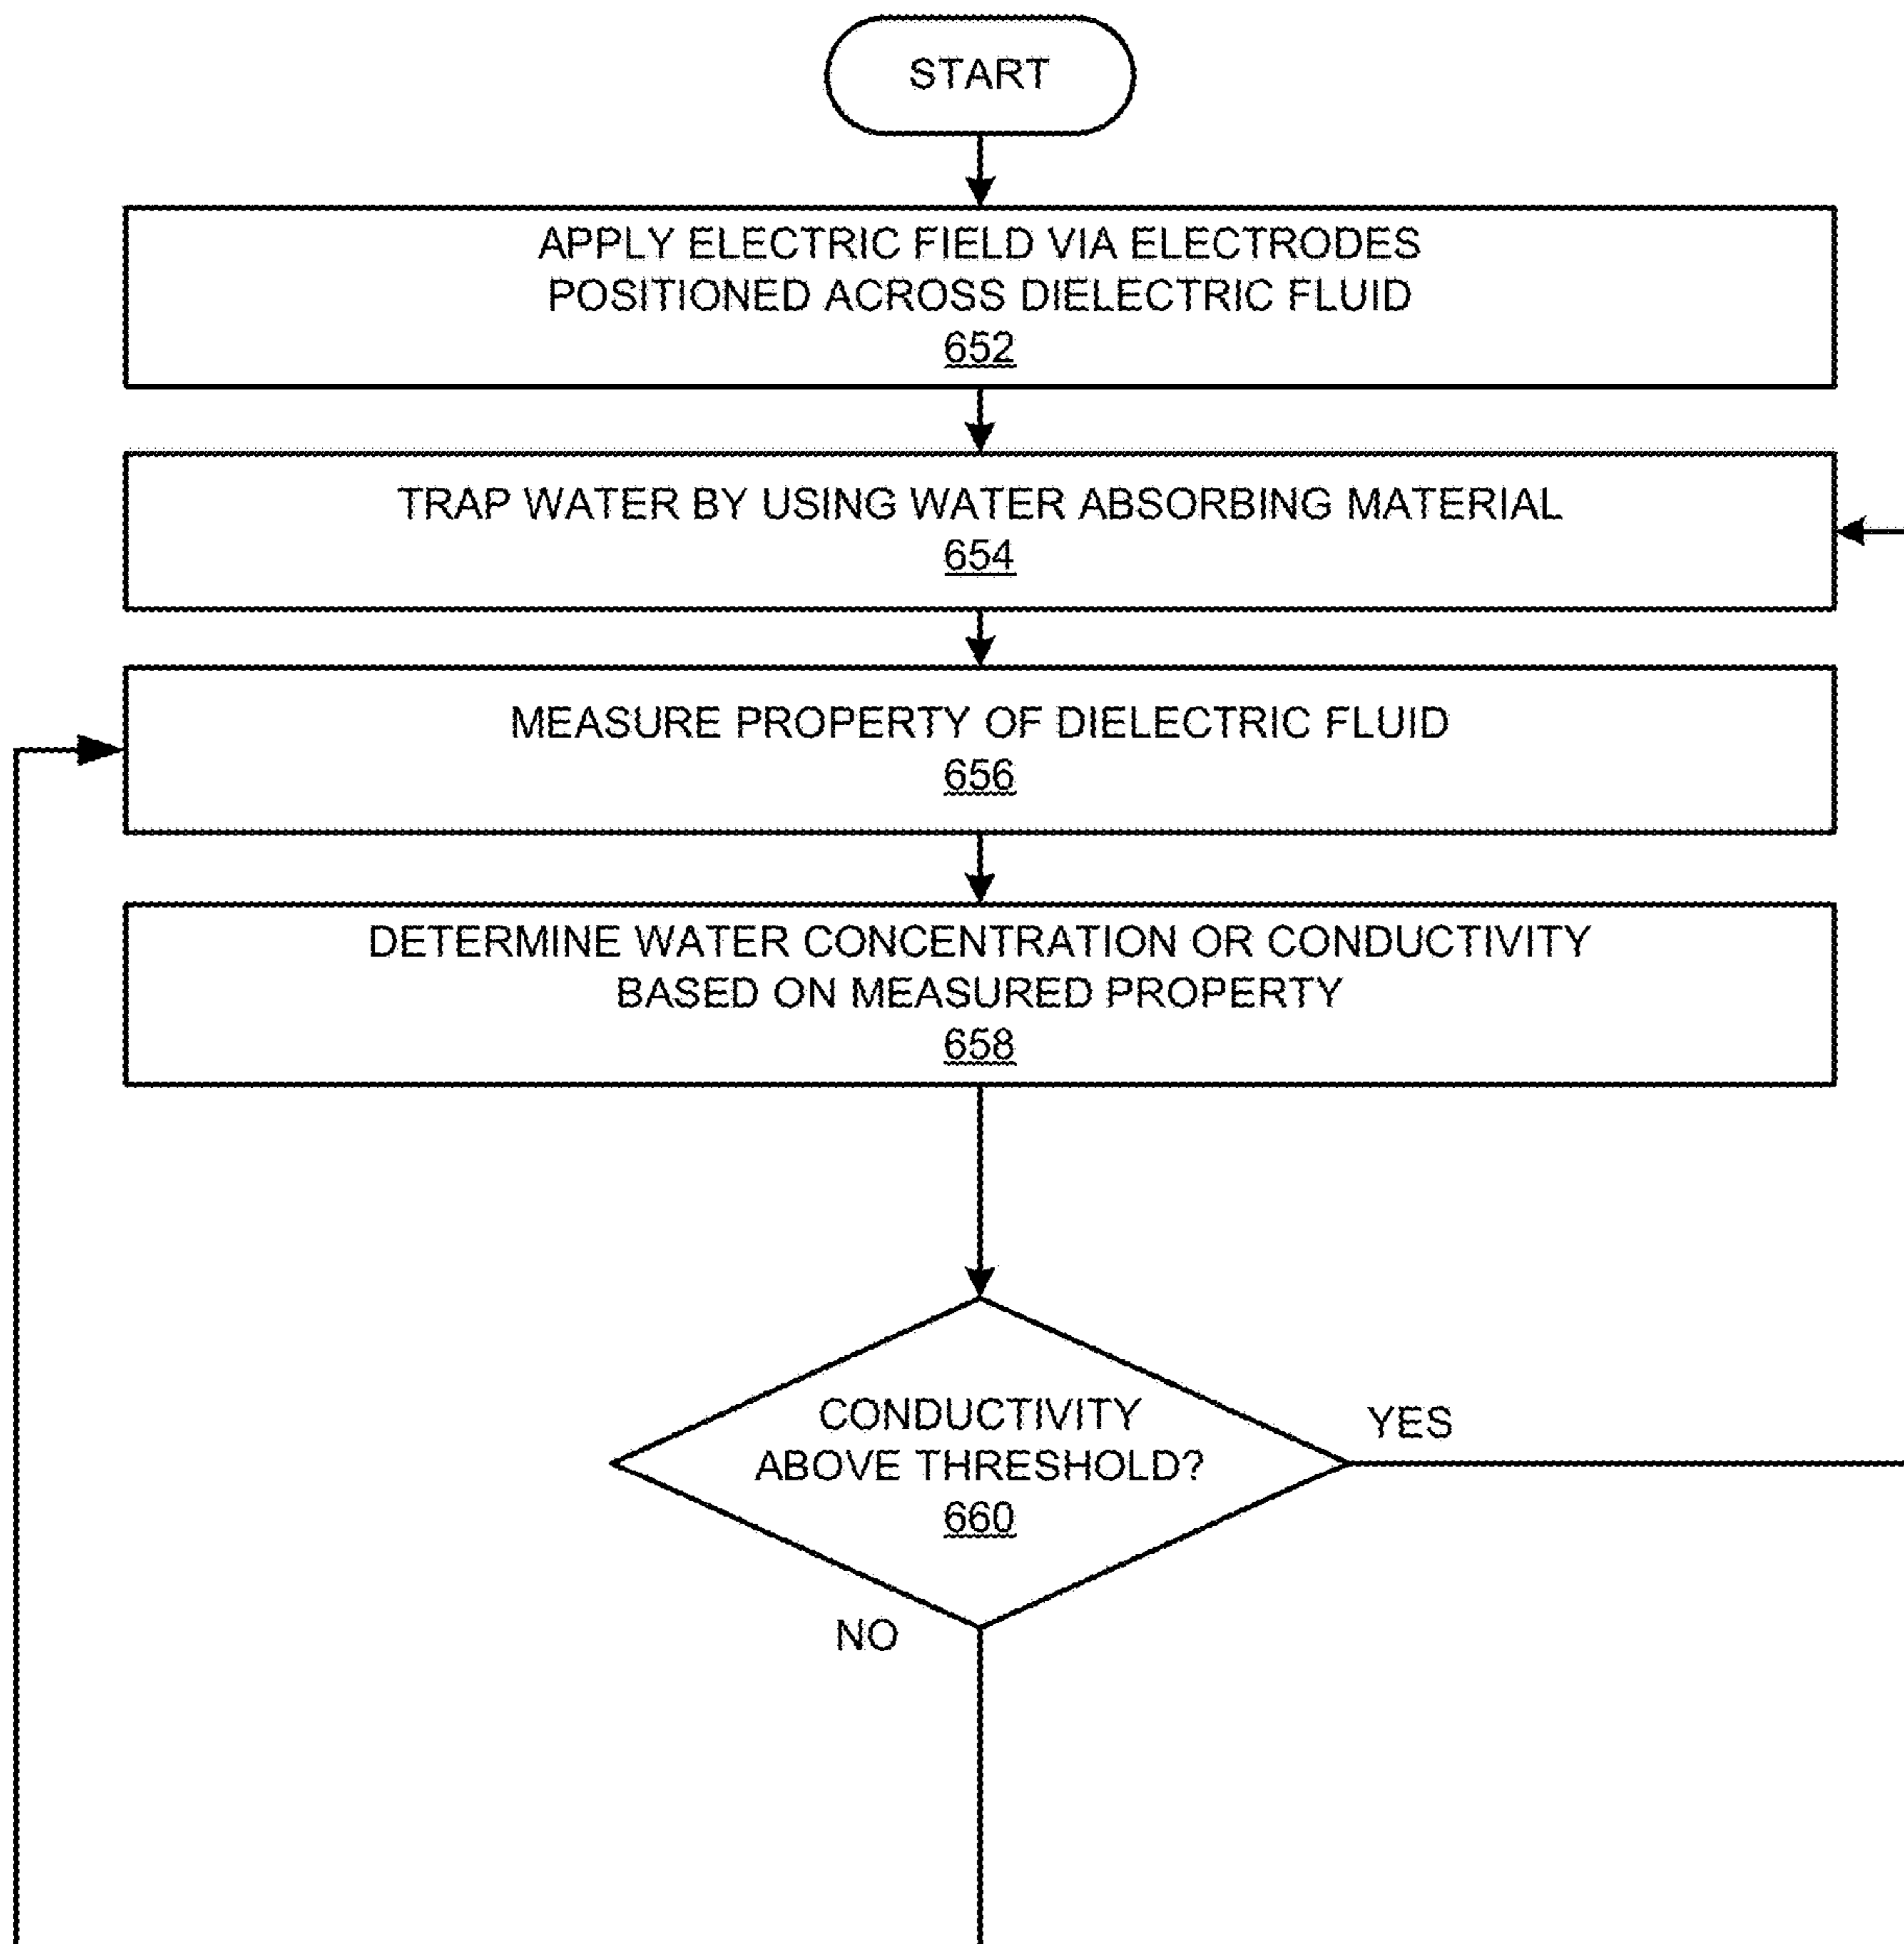 START
APPLY ELECTRIC FIELD VIA ELECTRODES
POSITIONED ACROSS DIELECTRIC FLUID
652
TRAP WATER BY USING WATER ABSORBING MATERIAL
654
MEASURE PROPERTY OF DIELECTRIC FLUID
656
DETERMINE WATER CONCENTRATION OR CONDUCTIVITY
BASED ON MEASURED PROPERTY
658
CONDUCTIVITY
ABOVE THRESHOLD?
660
YES
NO